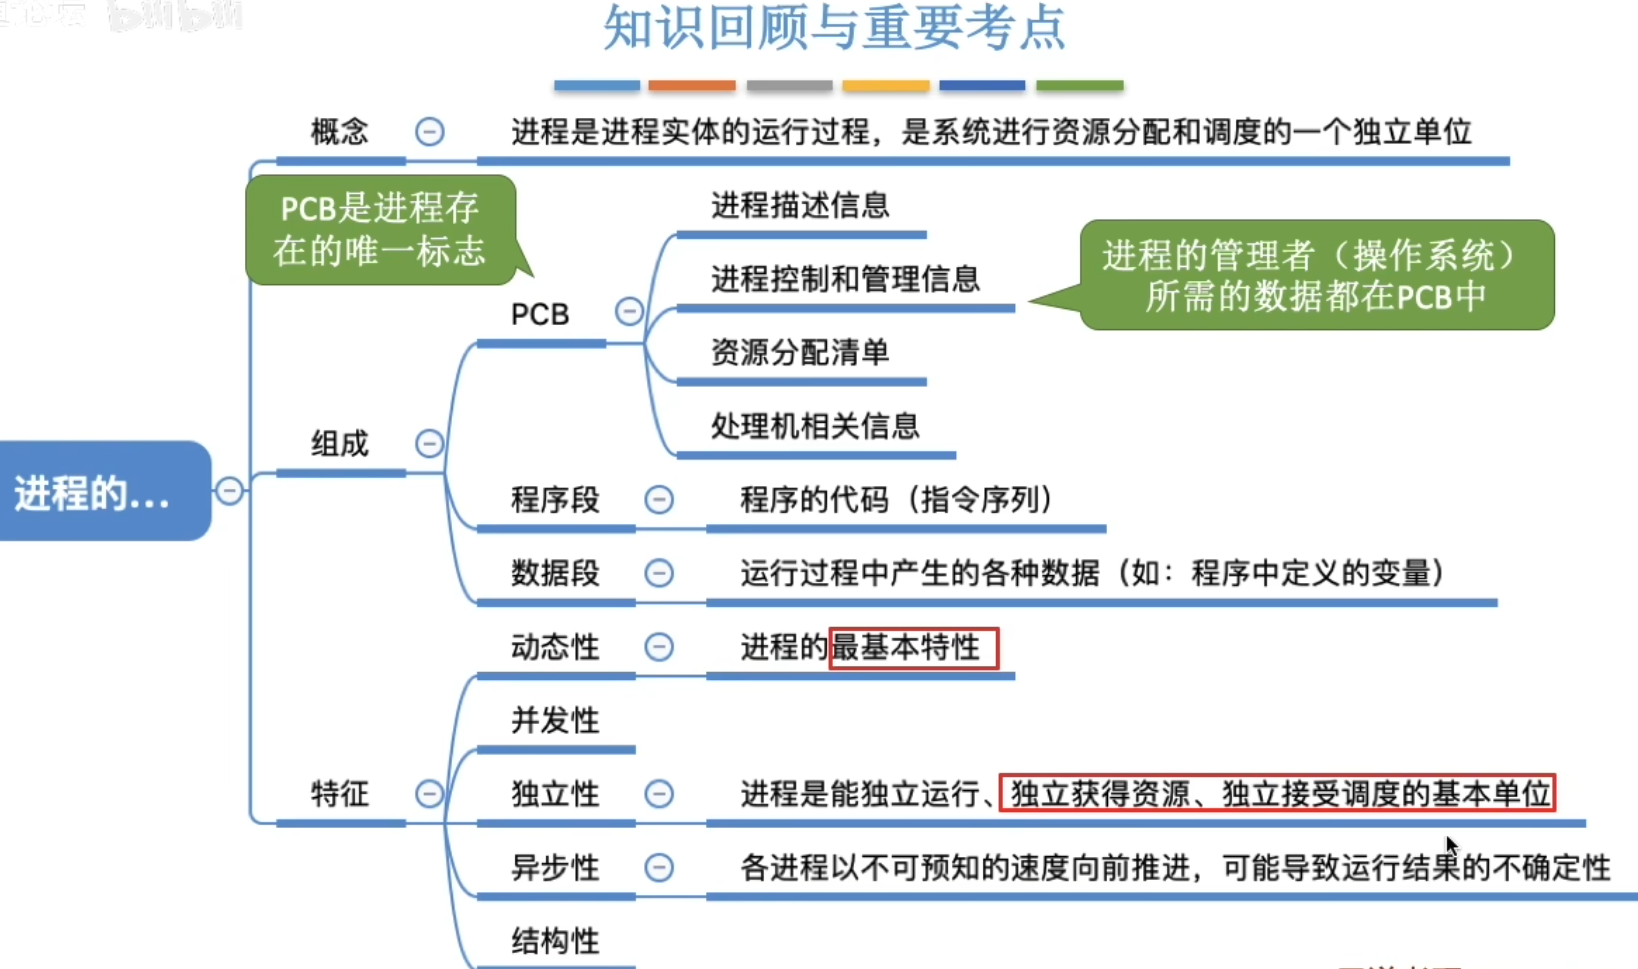 知识回顾与重要考点
概念
进程是进程实体的运行过程，是系统进行资源分配和调度的一个独立单位
PCB是进程存
在的唯一标志
进程描述信息
进程控制和管理信息
进程的管理者（操作系统）
所需的数据都在PCB中
PCB
资源分配清单
处理机相关信息
组成
进程的...
程序段
程序的代码（指令序列）
数据段
运行过程中产生的各种数据（如：程序中定义的变量）
动态性
进程的最基本特性
并发性
特征
独立性
进程是能独立运行、独立获得资源、独立接受调度的基本单位
异步性
各进程以不可预知的速度向前推进，可能导致运行结果的不确定性
结构性